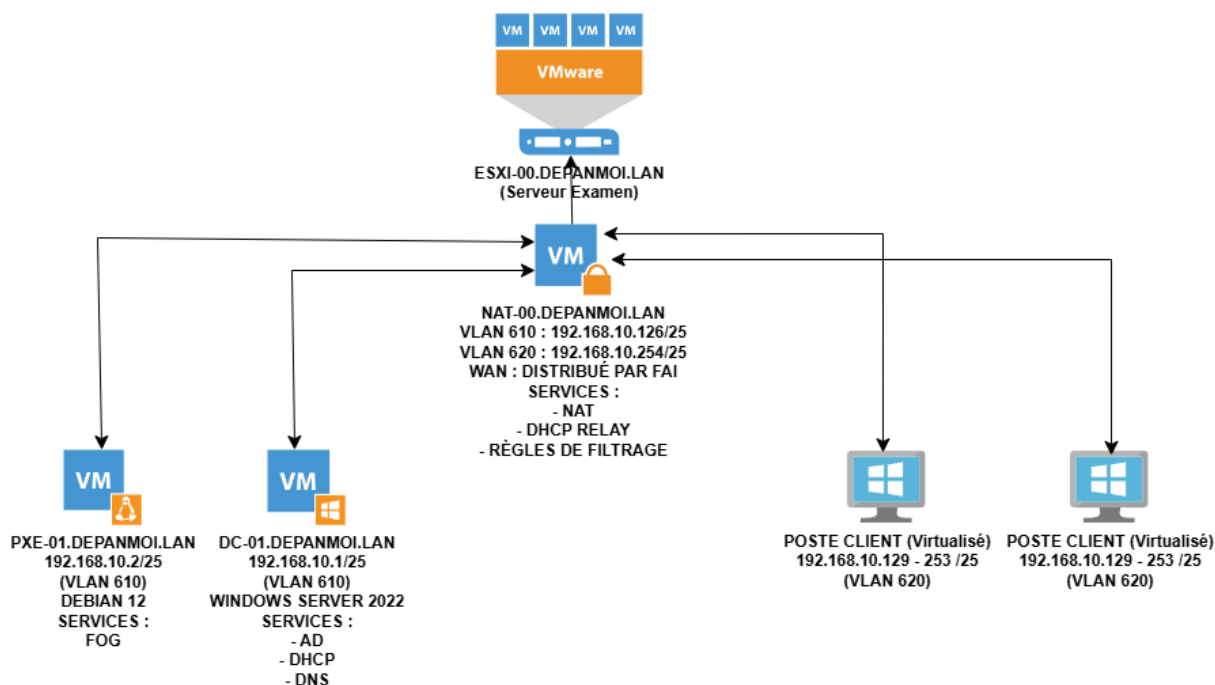 VM VM VM VM
VMware
ESXI-00.DEPANMOI.LAN
(Serveur Examen)
VM
NAT-00.DEPANMOI.LAN
VLAN 610 : 192.168.10.126/25
VLAN 620 : 192.168.10.254/25
WAN : DISTRIBUÉ PAR FAI
SERVICES :
- NAT
- DHCP RELAY
- RÈGLES DE FILTRAGE
VM
PXE-01.DEPANMOI.LAN
192.168.10.2/25
(VLAN 610)
DEBIAN 12
SERVICES :
FOG
VM
DC-01.DEPANMOI.LAN
192.168.10.1/25
(VLAN 610)
WINDOWS SERVER 2022
SERVICES :
- AD
- DHCP
- DNS
POSTE CLIENT (Virtualisé)
192.168.10.129 - 253 /25
(VLAN 620)
POSTE CLIENT (Virtualisé)
192.168.10.129 - 253 /25
(VLAN 620)